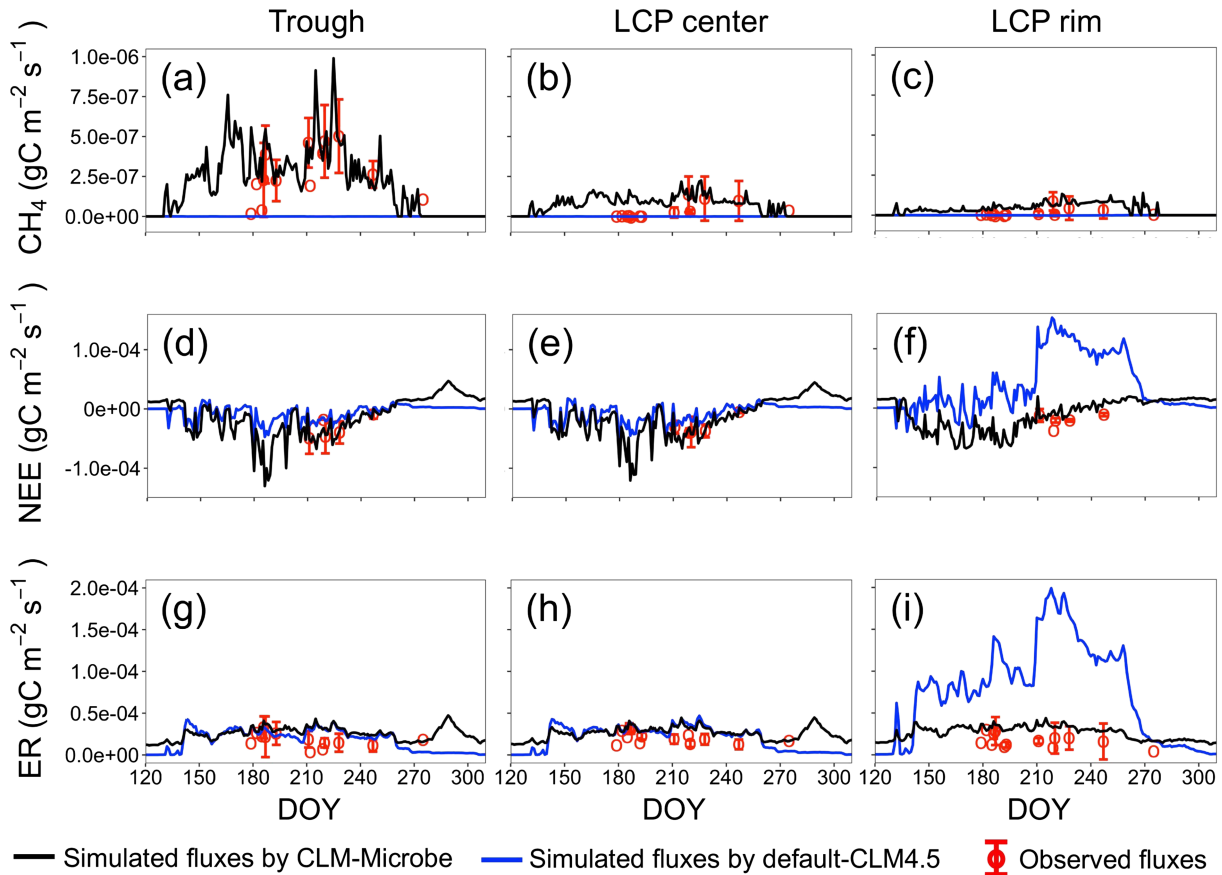 Trough LCP center LCP rim
CH₄ (gC m⁻² s⁻¹)
1.0e-06
7.5e-07
5.0e-07
2.5e-07
0.0e+00
(a) (b) (c)
NEE (gC m⁻² s⁻¹)
1.0e-04
0e+00
-1.0e-04
(d) (e) (f)
ER (gC m⁻² s⁻¹)
2.0e-04
1.5e-04
1.0e-04
0.5e-04
0.0e+00
(g) (h) (i)
120 150 180 210 240 270 300 120 150 180 210 240 270 300 120 150 180 210 240 270 300
DOY DOY DOY
Simulated fluxes by CLM-Microbe Simulated fluxes by default-CLM4.5 Observed fluxes